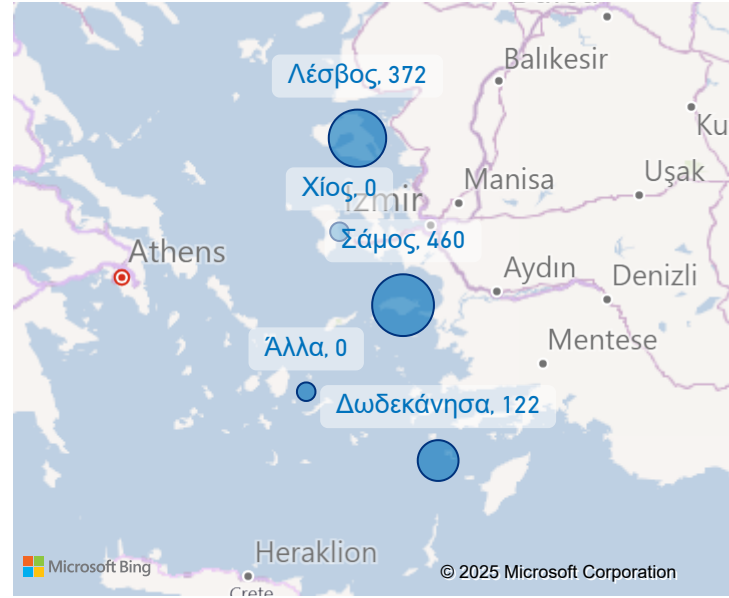 Λέσβος, 372
Balıkesir
Ku
Χίος, 0
Izmir
Manisa
Uşak
Σάμος, 460
Athens
Aydın
Denizli
Άλλα, 0
Mentese
Δωδεκάνησα, 122
Heraklion
Microsoft Bing
© 2025 Microsoft Corporation
Crete